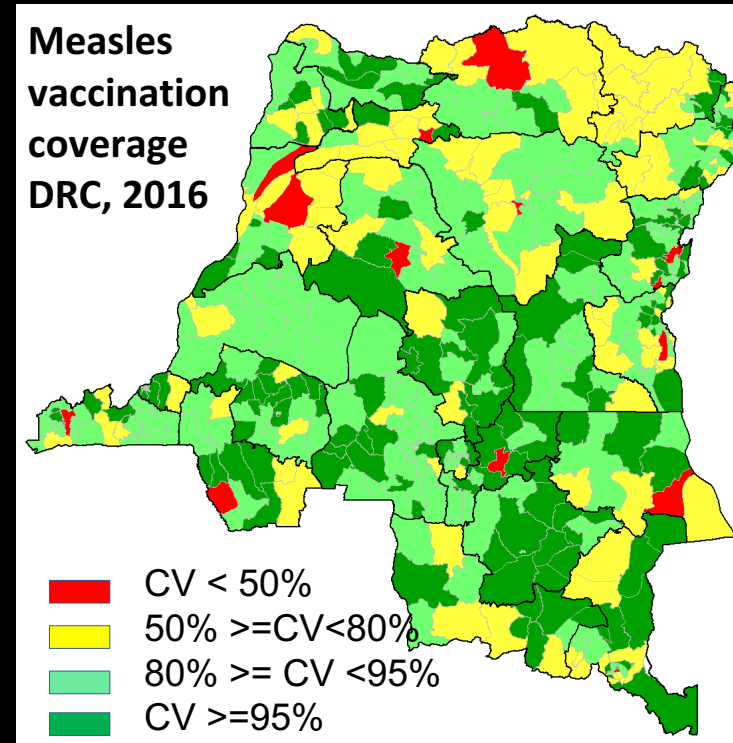 Measles
vaccination
coverage
DRC, 2016
CV < 50%
50% >=CV<80%
80% >= CV <95%
CV >=95%